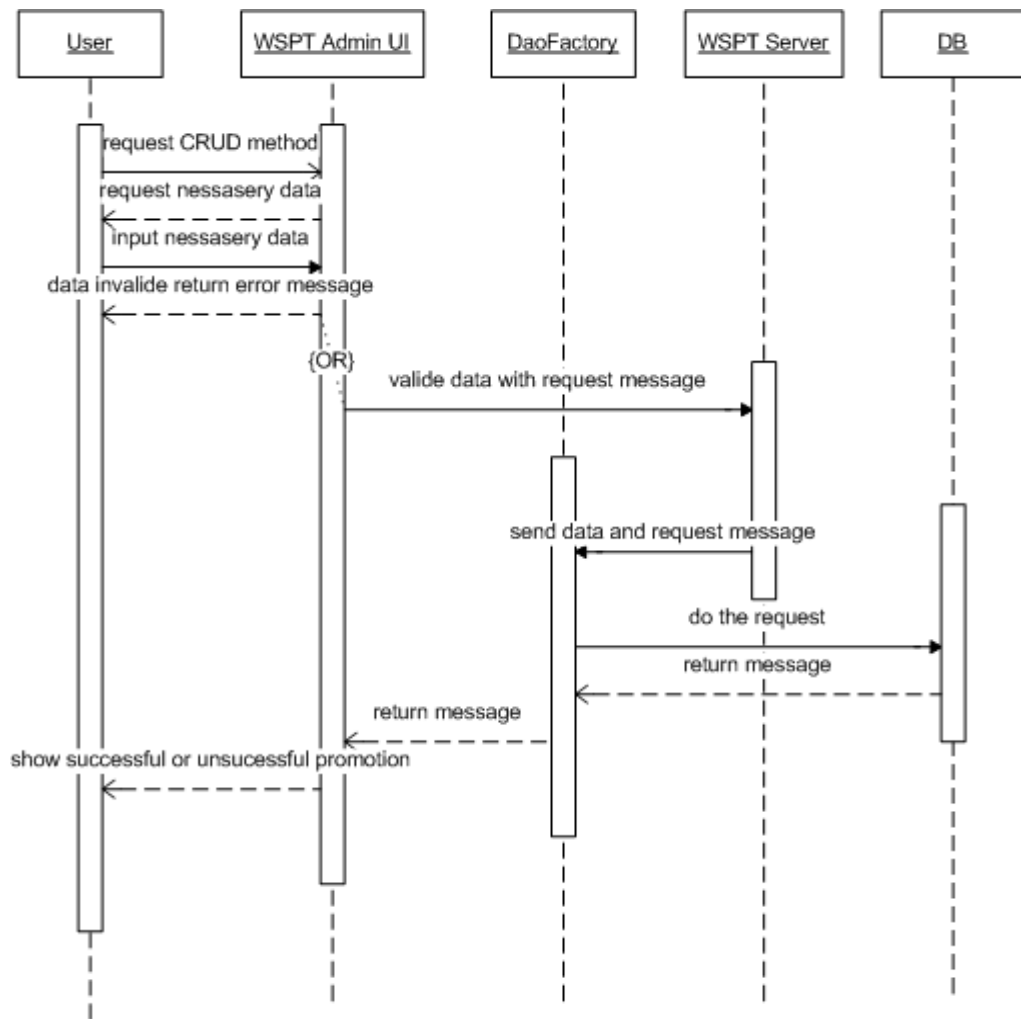 User
WSPT Admin UI
DaoFactory
WSPT Server
DB
request CRUD method
request nessasery data
input nessasery data
data invalide return error message
{OR}
valide data with request message
send data and request message
do the request
return message
return message
show successful or unsucessful promotion